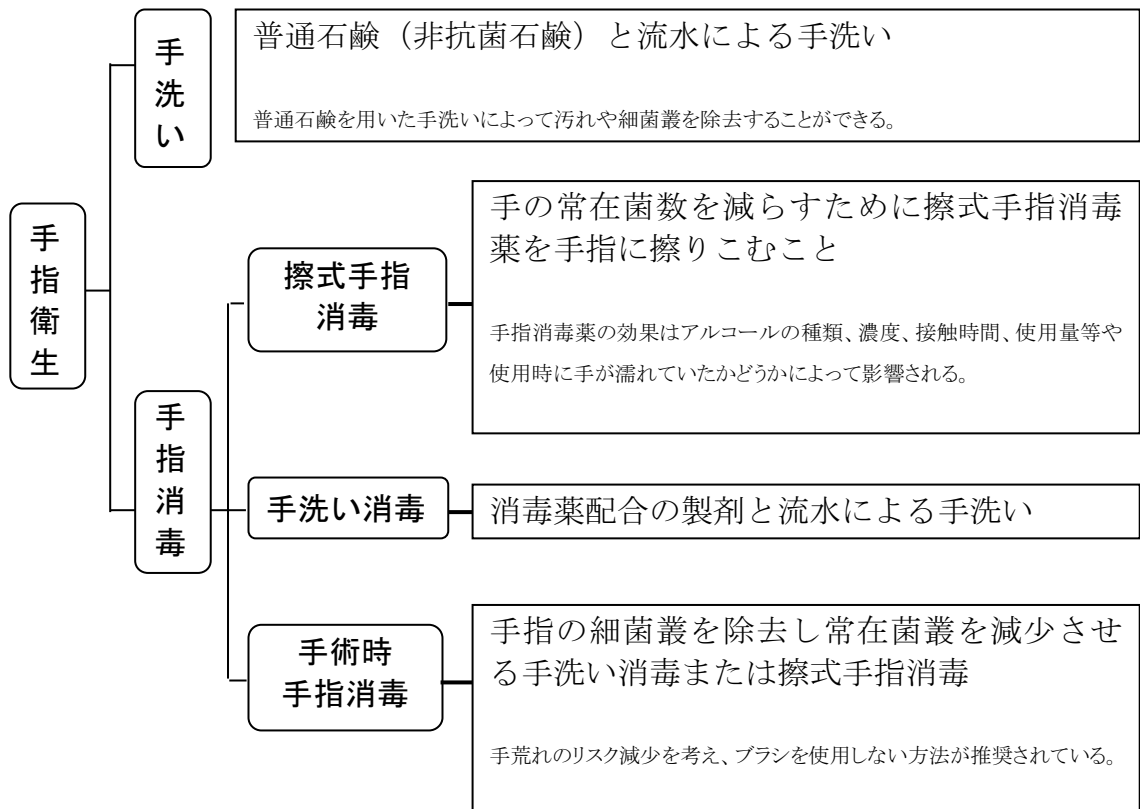 手洗い
普通石鹸（非抗菌石鹸）と流水による手洗い
普通石鹸を用いた手洗いによって汚れや細菌叢を除去することができる。
手指衛生
擦式手指
消毒
手の常在菌数を減らすために擦式手指消毒
薬を手指に擦りこむこと
手指消毒薬の効果はアルコールの種類、濃度、接触時間、使用量等や
使用時に手が濡れていたかどうかによって影響される。
手指消毒
手洗い消毒
消毒薬配合の製剤と流水による手洗い
手術時
手指消毒
手指の細菌叢を除去し常在菌叢を減少させ
る手洗い消毒または擦式手指消毒
手荒れのリスク減少を考え、ブラシを使用しない方法が推奨されている。